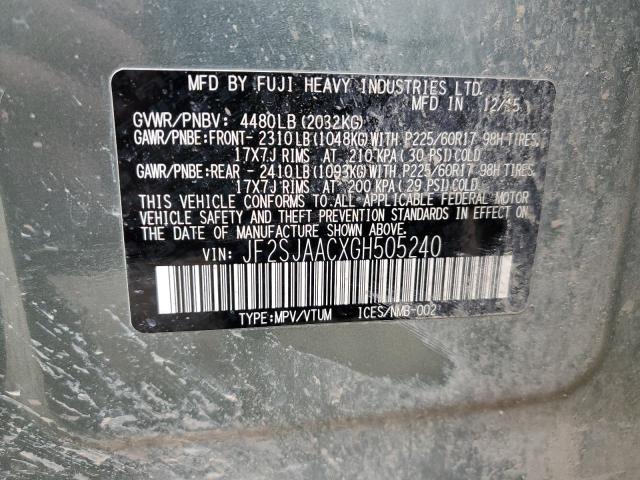 MFD BY FUJI HEAVY INDUSTRIES LTD.
MFD IN 12/15
GVWR/PNBV: 4480LB(2032KG)
GAWR/PNBE:FRONT- 2310LB(1048KG)WITH P225/60R17 98H TIRES,
17X7J RIMS AT 210 KPA( 30 PSI)COLD
GAWR/PNBE:REAR - 2410LB(1093KG)WITH P225/60R17 98H TIRES,
17X7J RIMS AT 200 KPA( 29 PSI)COLD
THIS VEHICLE CONFORMS TO ALL APPLICABLE FEDERAL MOTOR
VEHICLE SAFETY AND THEFT PREVENTION STANDARDS IN EFFECT ON
THE DATE OF MANUFACTURE SHOWN ABOVE.
VIN: JF2SJAACXGH505240
TYPE:MPV/VTUM ICES/NMB-002